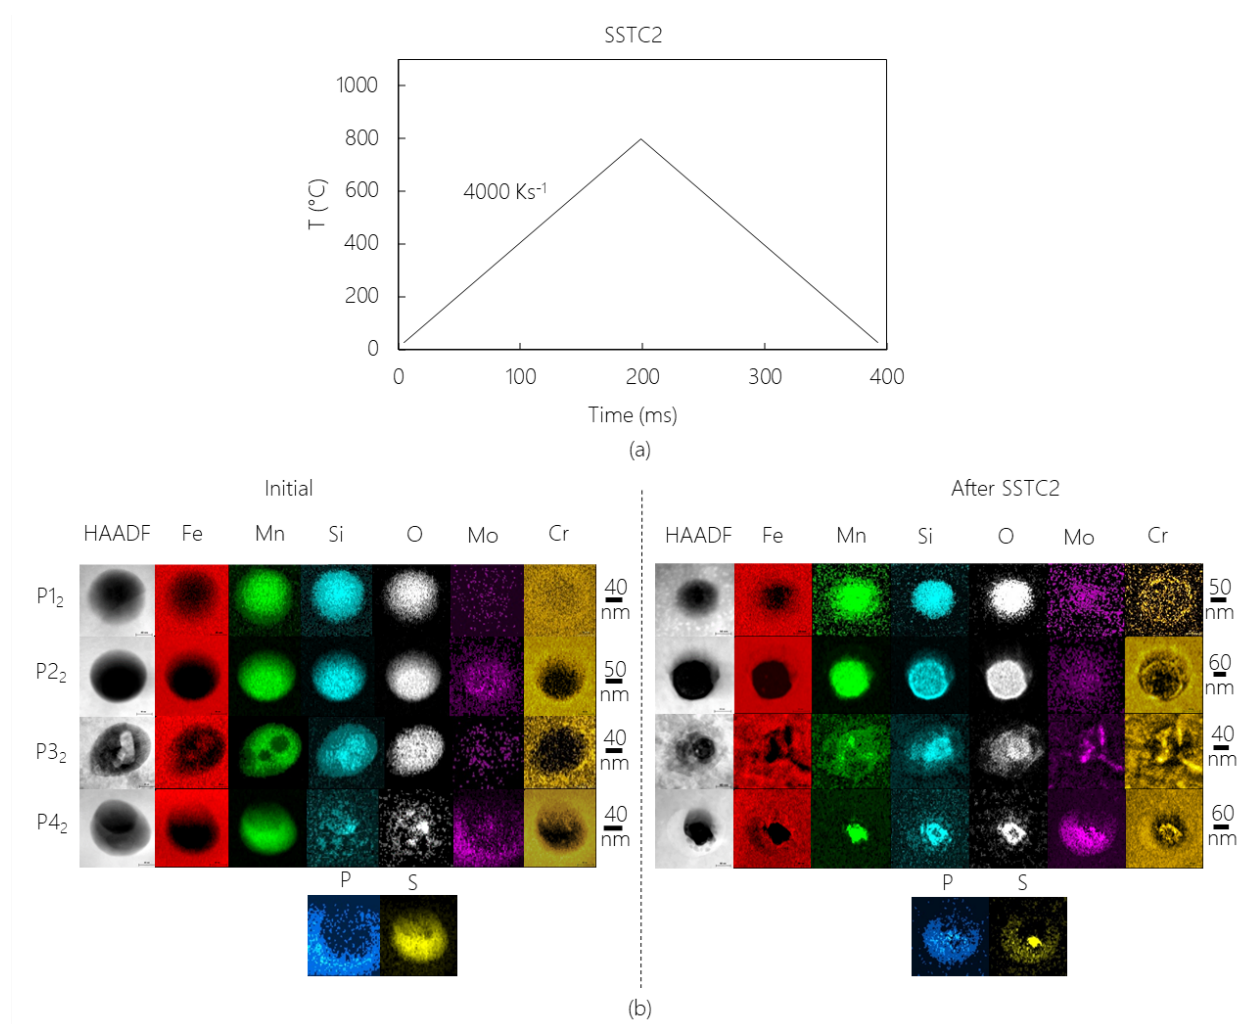 SSTC2
1000
800
600
400
200
0
T (°C)
4000 Ks⁻¹
0 100 200 300 400
Time (ms)
(a)
Initial After SSTC2
HAADF Fe Mn Si O Mo Cr HAADF Fe Mn Si O Mo Cr
P1₂ 40 nm 50 nm
P2₂ 50 nm 60 nm
P3₂ 40 nm 40 nm
P4₂ 40 nm 60 nm
P S P S
(b)